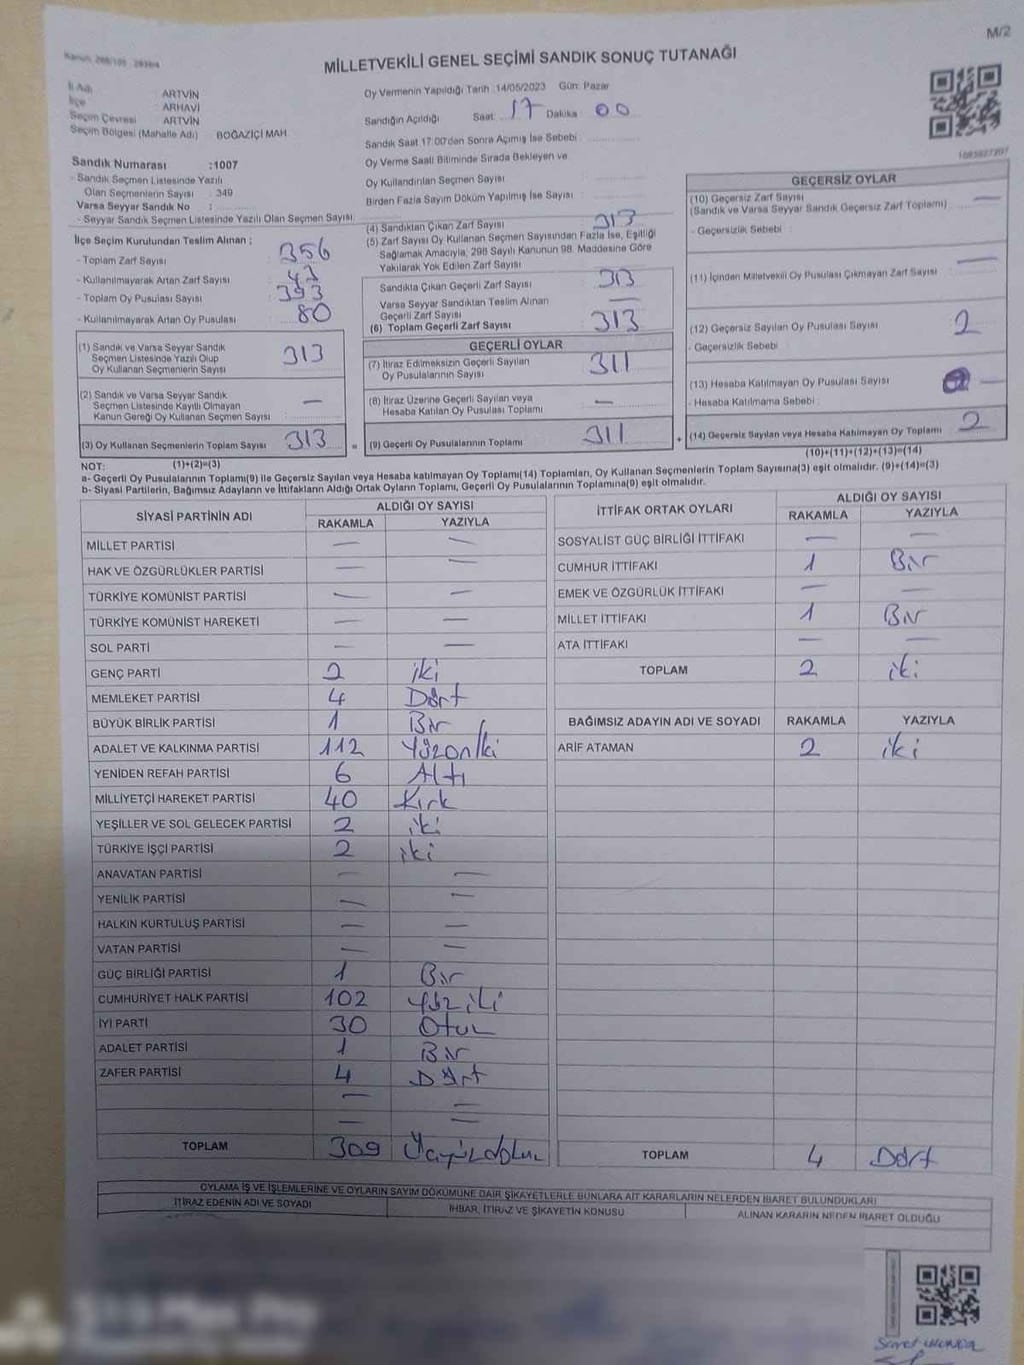 M/2
MİLLETVEKİLİ GENEL SEÇİMİ SANDIK SONUÇ TUTANAĞI
İl Adı : ARTVİN
İlçe : ARHAVİ
Seçim Çevresi : ARTVİN
Seçim Bölgesi (Mahalle Adı) : BOĞAZİÇİ MAH.
Sandık Numarası :1007
- Sandık Seçmen Listesinde Yazılı
Olan Seçmenlerin Sayısı : 349
Varsa Seyyar Sandık No :
- Seyyar Sandık Seçmen Listesinde Yazılı Olan Seçmen Sayısı:
Oy Vermenin Yapıldığı Tarih :14/05/2023 Gün: Pazar
Sandığın Açıldığı Saat: 17 Dakika 00
Sandık Saat 17:00'den Sonra Açılmış İse Sebebi :
Oy Verme Saati Bitiminde Sırada Bekleyen ve
Oy Kullandırılan Seçmen Sayısı :
Birden Fazla Sayım Döküm Yapılmış İse Sayısı :
İlçe Seçim Kurulundan Teslim Alınan ;
- Toplam Zarf Sayısı : 356
- Kullanılmayarak Artan Zarf Sayısı : 43
- Toplam Oy Pusulası Sayısı : 393
- Kullanılmayarak Artan Oy Pusulası : 80
(4) Sandıktan Çıkan Zarf Sayısı : 313
(5) Zarf Sayısı Oy Kullanan Seçmen Sayısından Fazla İse, Eşitliği
Sağlamak Amacıyla, 298 Sayılı Kanunun 98. Maddesine Göre
Yakılarak Yok Edilen Zarf Sayısı :
Sandıkta Çıkan Geçerli Zarf Sayısı : 313
Varsa Seyyar Sandıktan Teslim Alınan
Geçerli Zarf Sayısı : —
(6) Toplam Geçerli Zarf Sayısı : 313
GEÇERSİZ OYLAR
(10) Geçersiz Zarf Sayısı : —
(Sandık ve Varsa Seyyar Sandık Geçersiz Zarf Toplamı)
- Geçersizlik Sebebi :
(11) İçinden Milletvekili Oy Pusulası Çıkmayan Zarf Sayısı : —
(12) Geçersiz Sayılan Oy Pusulası Sayısı : 2
- Geçersizlik Sebebi :
(13) Hesaba Katılmayan Oy Pusulası Sayısı : —
- Hesaba Katılmama Sebebi :
(14) Geçersiz Sayılan veya Hesaba Katılmayan Oy Toplamı : 2
(10)+(11)+(12)+(13)=(14)
(1) Sandık ve Varsa Seyyar Sandık
Seçmen Listesinde Yazılı Olup
Oy Kullanan Seçmenlerin Sayısı : 313
(2) Sandık ve Varsa Seyyar Sandık
Seçmen Listesinde Kayıtlı Olmayan
Kanun Gereği Oy Kullanan Seçmen Sayısı : —
(3) Oy Kullanan Seçmenlerin Toplam Sayısı : 313 =
GEÇERLİ OYLAR
(7) İtiraz Edilmeksizin Geçerli Sayılan
Oy Pusulalarının Sayısı : 311
(8) İtiraz Üzerine Geçerli Sayılan veya
Hesaba Katılan Oy Pusulası Toplamı : —
(9) Geçerli Oy Pusulalarının Toplamı : 311 +
NOT: (1)+(2)=(3)
a- Geçerli Oy Pusulalarının Toplamı(9) ile Geçersiz Sayılan veya Hesaba katılmayan Oy Toplamı(14) Toplamları, Oy Kullanan Seçmenlerin Toplam Sayısına(3) eşit olmalıdır. (9)+(14)=(3)
b- Siyasi Partilerin, Bağımsız Adayların ve İttifakların Aldığı Ortak Oyların Toplamı, Geçerli Oy Pusulalarının Toplamına(9) eşit olmalıdır.
SİYASİ PARTİNİN ADI ALDIĞI OY SAYISI
RAKAMLA YAZIYLA
MİLLET PARTİSİ — —
HAK VE ÖZGÜRLÜKLER PARTİSİ — —
TÜRKİYE KOMÜNİST PARTİSİ — —
TÜRKİYE KOMÜNİST HAREKETİ — —
SOL PARTİ — —
GENÇ PARTİ 2 iki
MEMLEKET PARTİSİ 4 Dört
BÜYÜK BİRLİK PARTİSİ 1 Bir
ADALET VE KALKINMA PARTİSİ 112 Yüzoniki
YENİDEN REFAH PARTİSİ 6 Altı
MİLLİYETÇİ HAREKET PARTİSİ 40 Kırk
YEŞİLLER VE SOL GELECEK PARTİSİ 2 iki
TÜRKİYE İŞÇİ PARTİSİ 2 iki
ANAVATAN PARTİSİ — —
YENİLİK PARTİSİ — —
HALKIN KURTULUŞ PARTİSİ — —
VATAN PARTİSİ — —
GÜÇ BİRLİĞİ PARTİSİ 1 Bir
CUMHURİYET HALK PARTİSİ 102 Yüz iki
İYİ PARTİ 30 Otuz
ADALET PARTİSİ 1 Bir
ZAFER PARTİSİ 4 Dört
— —
— —
TOPLAM 309 Üçyüzdokuz
İTTİFAK ORTAK OYLARI ALDIĞI OY SAYISI
RAKAMLA YAZIYLA
SOSYALİST GÜÇ BİRLİĞİ İTTİFAKI — —
CUMHUR İTTİFAKI 1 Bir
EMEK VE ÖZGÜRLÜK İTTİFAKI — —
MİLLET İTTİFAKI 1 Bir
ATA İTTİFAKI — —
TOPLAM 2 iki
BAĞIMSIZ ADAYIN ADI VE SOYADI RAKAMLA YAZIYLA
ARİF ATAMAN 2 iki
TOPLAM 4 Dört
OYLAMA İŞ VE İŞLEMLERİNE VE OYLARIN SAYIM DÖKÜMÜNE DAİR ŞİKAYETLERLE BUNLARA AİT KARARLARIN NELERDEN İBARET BULUNDUKLARI
İTİRAZ EDENİN ADI VE SOYADI İHBAR, İTİRAZ VE ŞİKAYETİN KONUSU ALINAN KARARIN NEDEN İBARET OLDUĞU